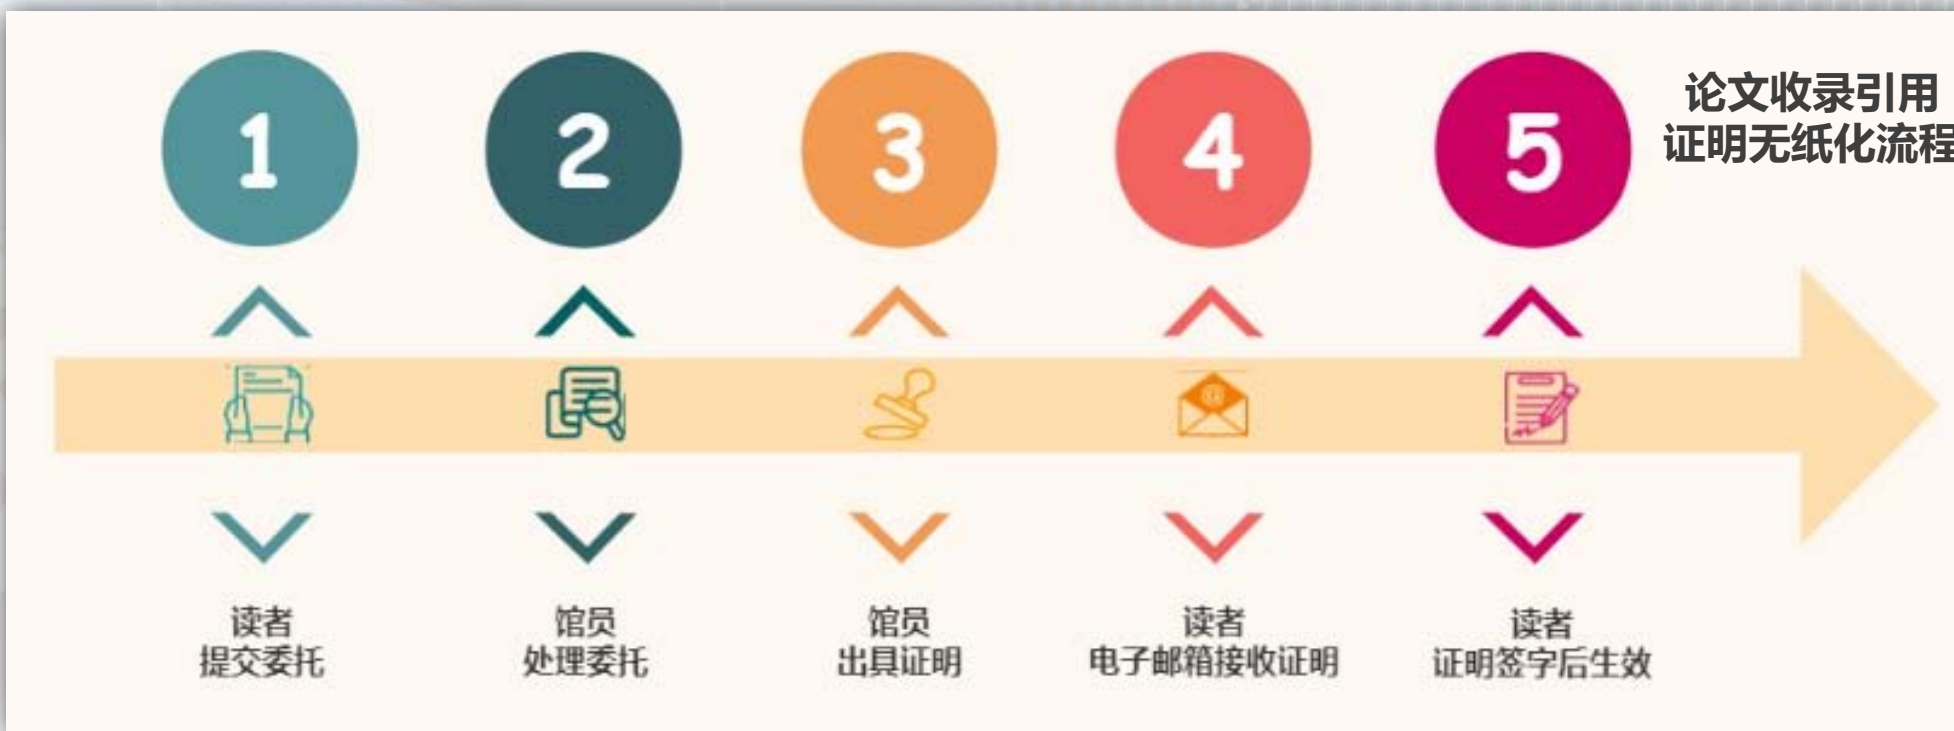 论文收录引用
证明无纸化流程
1
2
3
4
5
读者
提交委托
馆员
处理委托
馆员
出具证明
读者
电子邮箱接收证明
读者
证明签字后生效